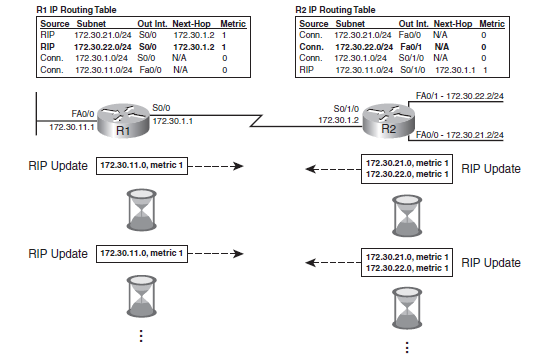 R1 IP Routing Table
Source Subnet Out Int. Next-Hop Metric
RIP 172.30.21.0/24 S0/0 172.30.1.2 1
RIP 172.30.22.0/24 S0/0 172.30.1.2 1
Conn. 172.30.1.0/24 S0/0 N/A 0
Conn. 172.30.11.0/24 Fa0/0 N/A 0
R2 IP Routing Table
Source Subnet Out Int. Next-Hop Metric
Conn. 172.30.21.0/24 Fa0/0 N/A 0
Conn. 172.30.22.0/24 Fa0/1 N/A 0
Conn. 172.30.1.0/24 S0/1/0 N/A 0
RIP 172.30.11.0/24 S0/1/0 172.30.1.1 1
FA0/0
172.30.11.1
R1
S0/0
172.30.1.1
S0/1/0
172.30.1.2
R2
FA0/1 - 172.30.22.2/24
FA0/0 - 172.30.21.2/24
RIP Update
172.30.11.0, metric 1
172.30.21.0, metric 1
172.30.22.0, metric 1
RIP Update
RIP Update
172.30.11.0, metric 1
172.30.21.0, metric 1
172.30.22.0, metric 1
RIP Update